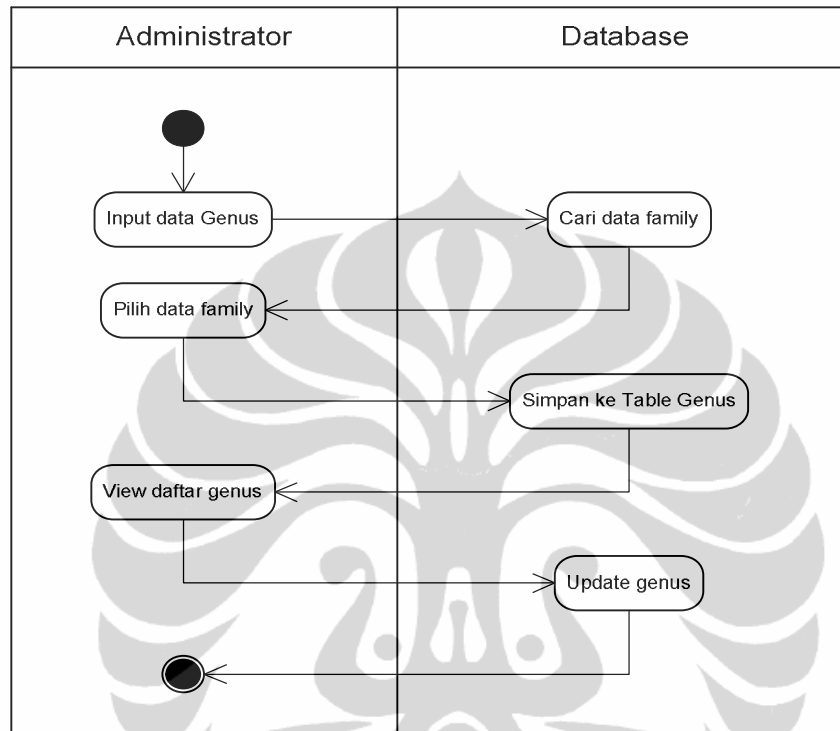 Administrator
Database
Input data Genus
Cari data family
Pilih data family
Simpan ke Table Genus
View daftar genus
Update genus